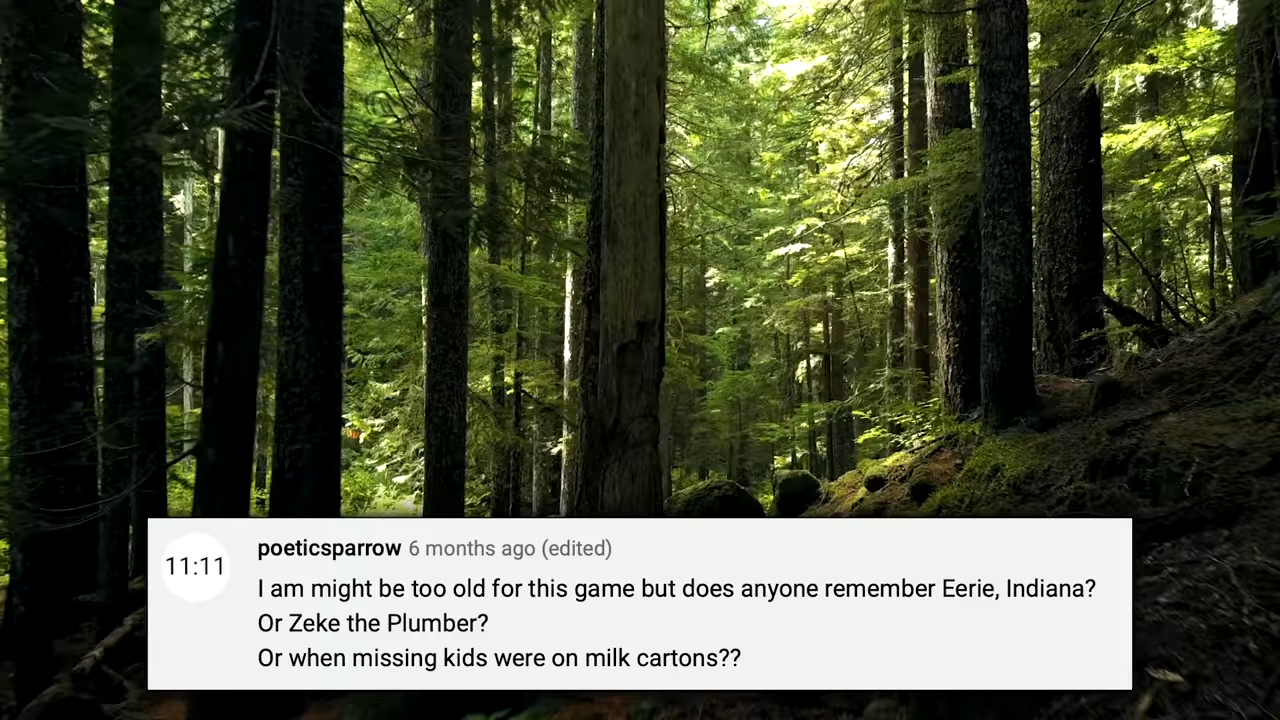 11:11
poeticsparrow 6 months ago (edited)
I am might be too old for this game but does anyone remember Eerie, Indiana?
Or Zeke the Plumber?
Or when missing kids were on milk cartons??